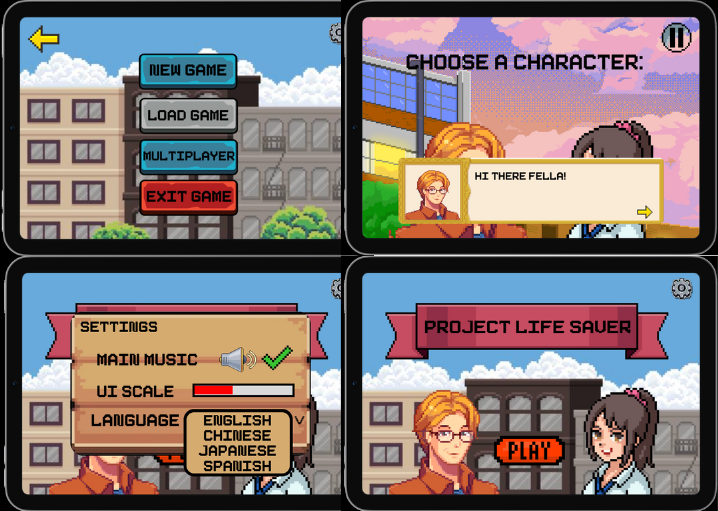 NEW GAME
LOAD GAME
MULTIPLAYER
EXIT GAME
CHOOSE A CHARACTER:
HI THERE FELLA!
SETTINGS
MAIN MUSIC
UI SCALE
LANGUAGE
ENGLISH
CHINESE
JAPANESE
SPANISH
PROJECT LIFE SAVER
PLAY